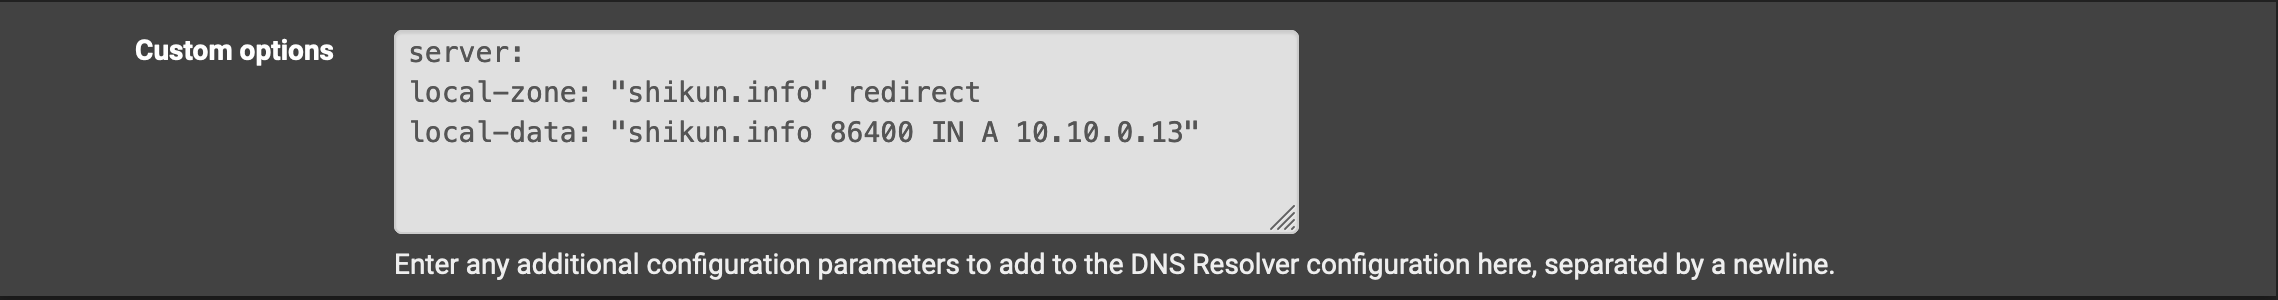 Custom options
server:
local-zone: "shikun.info" redirect
local-data: "shikun.info 86400 IN A 10.10.0.13"
Enter any additional configuration parameters to add to the DNS Resolver configuration here, separated by a newline.